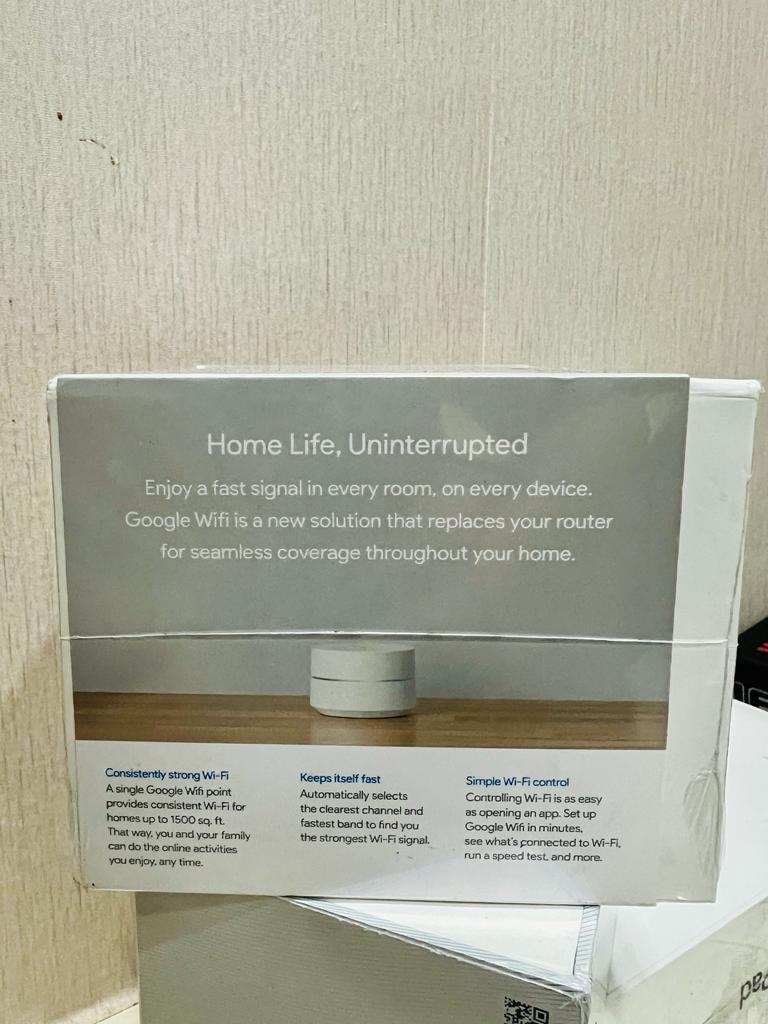 Home Life, Uninterrupted
Enjoy a fast signal in every room, on every device.
Google Wifi is a new solution that replaces your router
for seamless coverage throughout your home.
Consistently strong Wi-Fi
A single Google Wifi point
provides consistent Wi-Fi for
homes up to 1500 sq. ft.
That way, you and your family
can do the online activities
you enjoy, any time.
Keeps itself fast
Automatically selects
the clearest channel and
fastest band to find you
the strongest Wi-Fi signal.
Simple Wi-Fi control
Controlling Wi-Fi is as easy
as opening an app. Set up
Google Wifi in minutes,
see what's connected to Wi-Fi,
run a speed test, and more.